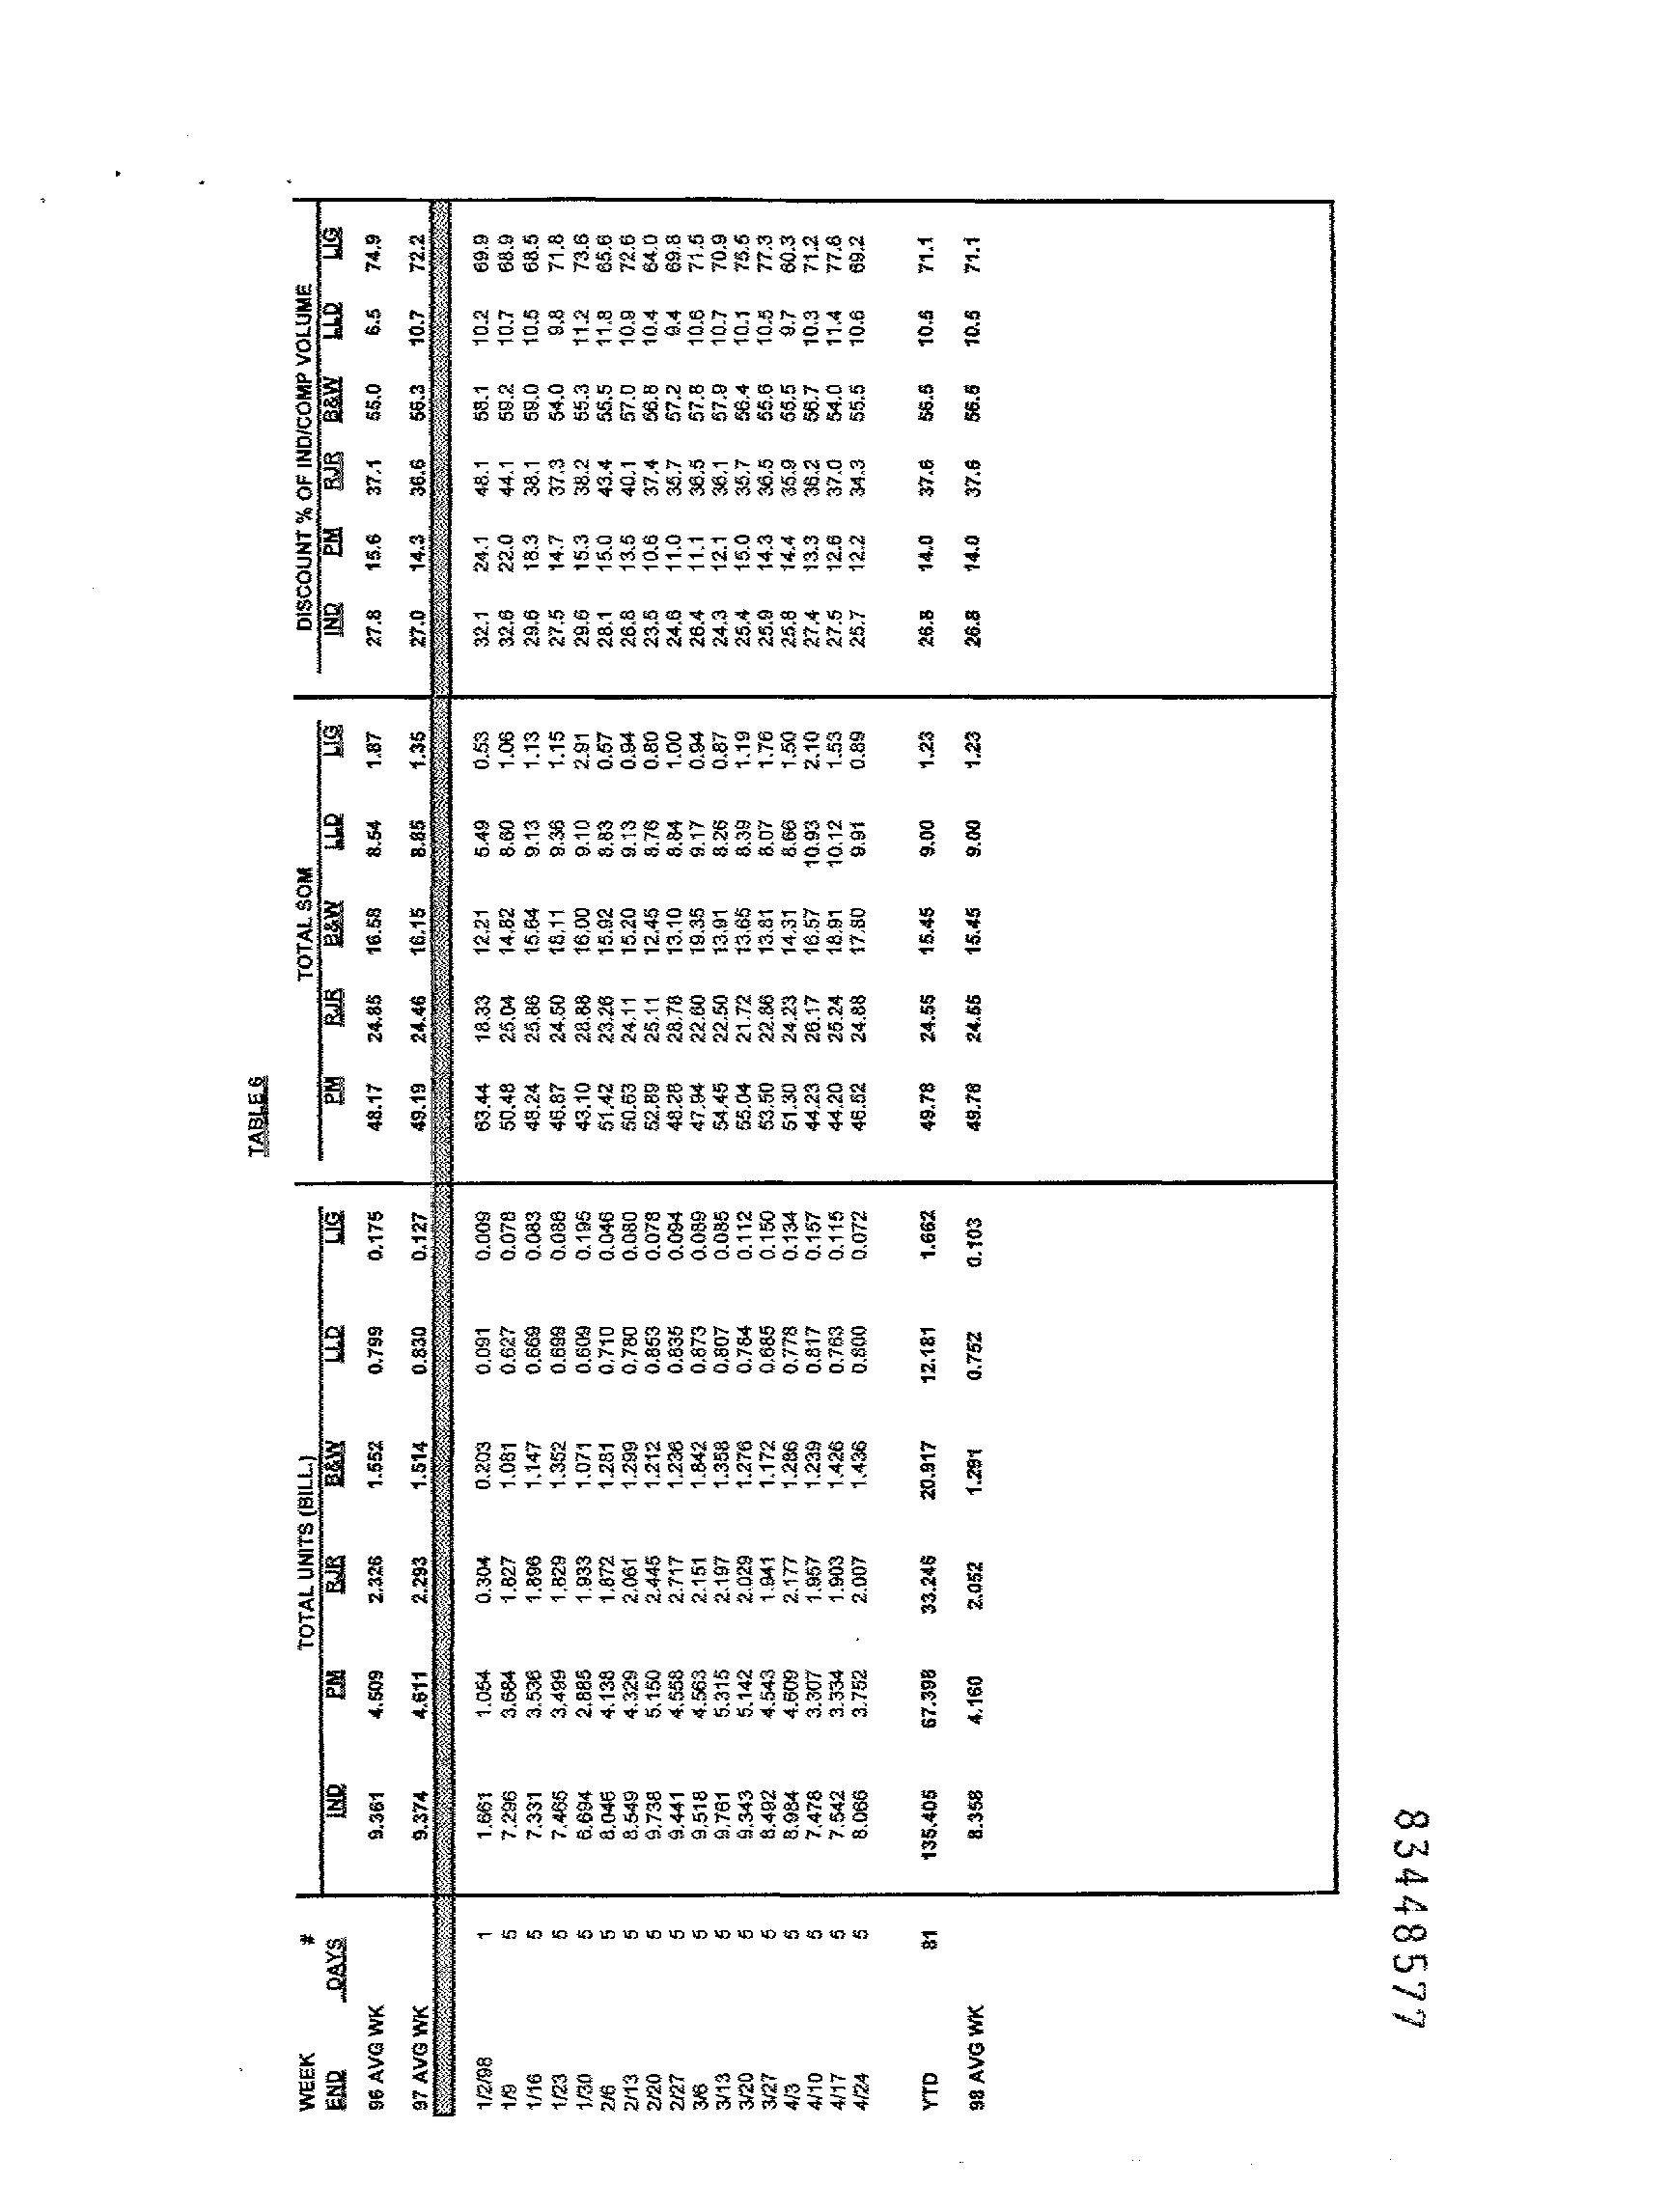 TABLE 6
WEEK # TOTAL UNITS (BILL.) TOTAL SOM DISCOUNT % OF IND/COMP VOLUME
END DAYS IND PM RJR B&W LLD LIG PM RJR B&W LLD LIG IND PM RJR B&W LLD LIG
96 AVG WK 9.361 4.509 2.326 1.552 0.799 0.175 48.17 24.85 16.58 8.54 1.87 27.8 15.6 37.1 55.0 6.5 74.9
97 AVG WK 9.374 4.611 2.293 1.514 0.830 0.127 49.19 24.46 16.15 8.85 1.35 27.0 14.3 36.6 56.3 10.7 72.2
1/2/98 1 1.661 1.054 0.304 0.203 0.091 0.009 63.44 18.33 12.21 5.49 0.53 32.1 24.1 48.1 58.1 10.2 69.9
1/9 5 7.296 3.684 1.827 1.081 0.627 0.078 50.48 25.04 14.82 8.60 1.06 32.6 22.0 44.1 59.2 10.7 68.9
1/16 5 7.331 3.536 1.896 1.147 0.669 0.083 48.24 25.86 15.64 9.13 1.13 29.6 18.3 38.1 59.0 10.5 68.5
1/23 5 7.465 3.499 1.829 1.352 0.699 0.086 46.87 24.50 18.11 9.36 1.15 27.5 14.7 37.3 54.0 9.8 71.8
1/30 5 6.694 2.885 1.933 1.071 0.609 0.195 43.10 28.88 16.00 9.10 2.91 29.6 15.3 38.2 55.3 11.2 73.6
2/6 5 8.046 4.138 1.872 1.281 0.710 0.046 51.42 23.26 15.92 8.83 0.57 28.1 15.0 43.4 55.5 11.8 65.6
2/13 5 8.549 4.329 2.061 1.299 0.780 0.080 50.63 24.11 15.20 9.13 0.94 26.8 13.5 40.1 57.0 10.9 72.6
2/20 5 9.738 5.150 2.445 1.212 0.853 0.078 52.89 25.11 12.45 8.76 0.80 23.5 10.6 37.4 56.8 10.4 64.0
2/27 5 9.441 4.558 2.717 1.236 0.835 0.094 48.28 28.78 13.10 8.84 1.00 24.6 11.0 35.7 57.2 9.4 69.8
3/6 5 9.518 4.563 2.151 1.842 0.873 0.089 47.94 22.60 19.35 9.17 0.94 26.4 11.1 36.5 57.8 10.6 71.5
3/13 5 9.761 5.315 2.197 1.358 0.807 0.085 54.45 22.50 13.91 8.26 0.87 24.3 12.1 36.1 57.9 10.7 70.9
3/20 5 9.343 5.142 2.029 1.276 0.784 0.112 55.04 21.72 13.65 8.39 1.19 25.4 15.0 35.7 56.4 10.1 75.5
3/27 5 8.492 4.543 1.941 1.172 0.685 0.150 53.50 22.86 13.81 8.07 1.76 25.9 14.3 36.5 55.6 10.5 77.3
4/3 5 8.984 4.609 2.177 1.286 0.778 0.134 51.30 24.23 14.31 8.66 1.50 25.8 14.4 35.9 55.5 9.7 60.3
4/10 5 7.478 3.307 1.957 1.239 0.817 0.157 44.23 26.17 16.57 10.93 2.10 27.4 13.3 36.2 56.7 10.3 71.2
4/17 5 7.542 3.334 1.903 1.426 0.763 0.115 44.20 25.24 18.91 10.12 1.53 27.5 12.6 37.0 54.0 11.4 77.6
4/24 5 8.066 3.752 2.007 1.436 0.800 0.072 46.52 24.88 17.80 9.91 0.89 25.7 12.2 34.3 55.5 10.6 69.2
YTD 81 135.405 67.398 33.246 20.917 12.181 1.662 49.78 24.55 15.45 9.00 1.23 26.8 14.0 37.6 56.5 10.5 71.1
98 AVG WK 8.358 4.160 2.052 1.291 0.752 0.103 49.78 24.55 15.45 9.00 1.23 26.8 14.0 37.6 56.5 10.5 71.1
83448577